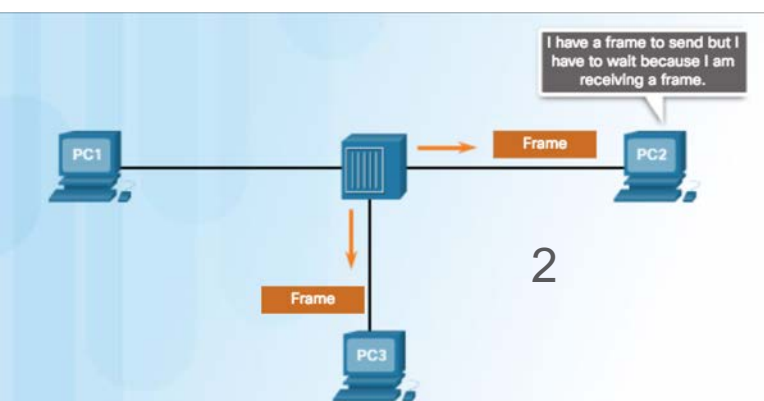 I have a frame to send but I
have to wait because I am
receiving a frame.
PC1
Frame
PC2
2
Frame
PC3